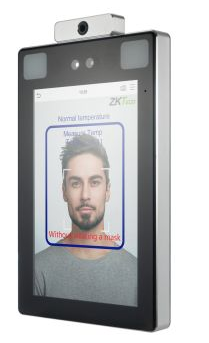 ZKTeco
Normal temperature
Measure Temp
Without wearing a mask